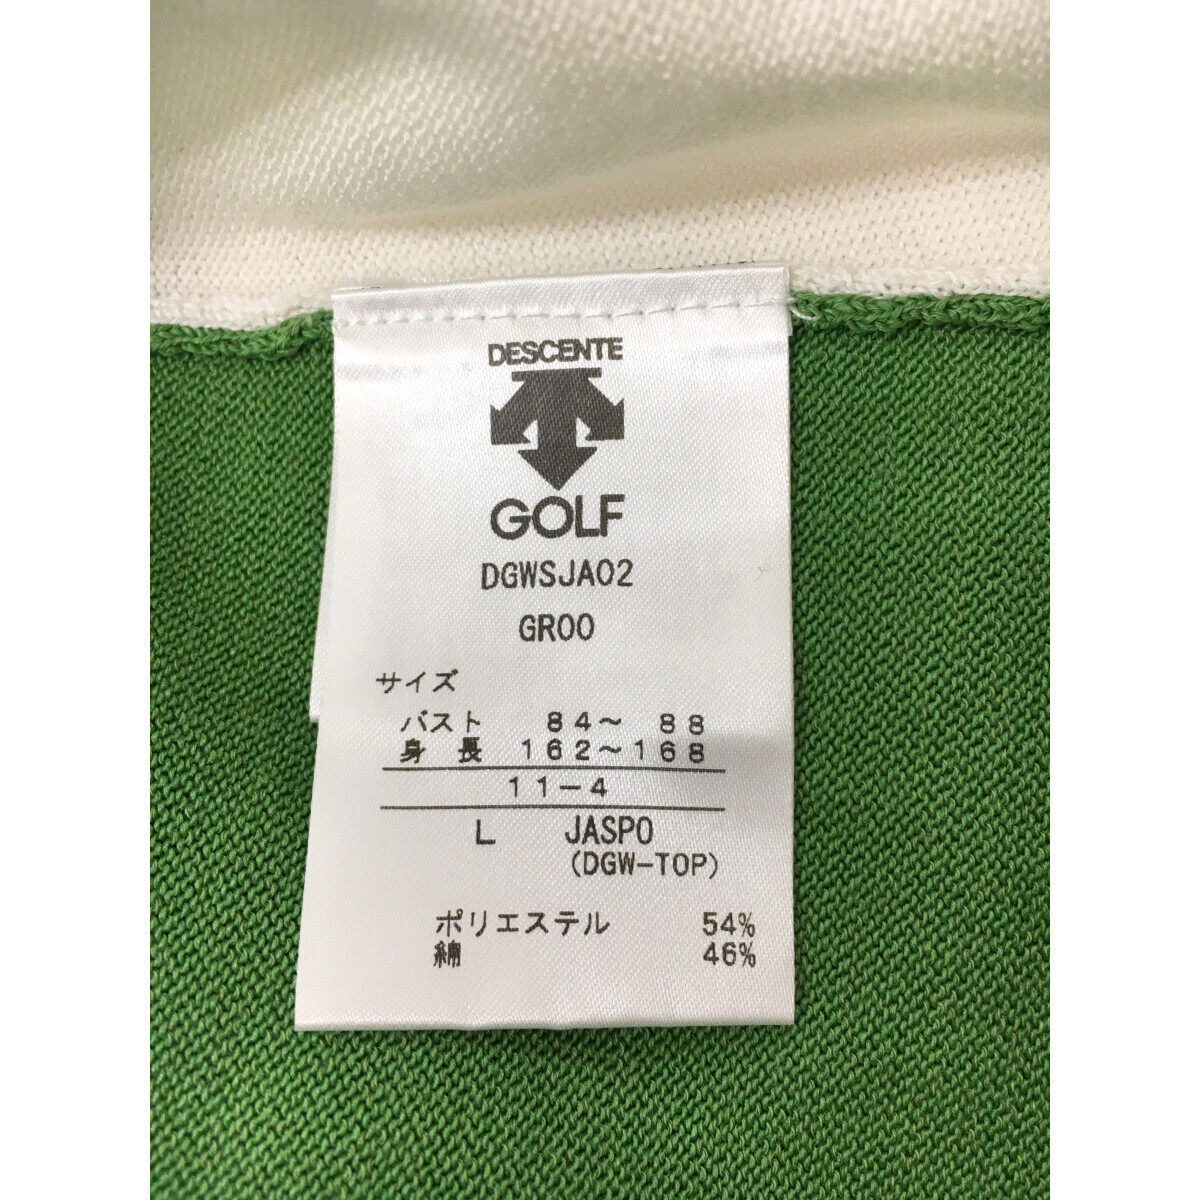 DESCENTE
GOLF
DGWSJA02
GR00
サイズ
バスト 84～ 88
身 長 162～168
11-4
L JASPO
(DGW-TOP)
ポリエステル 54%
綿 46%